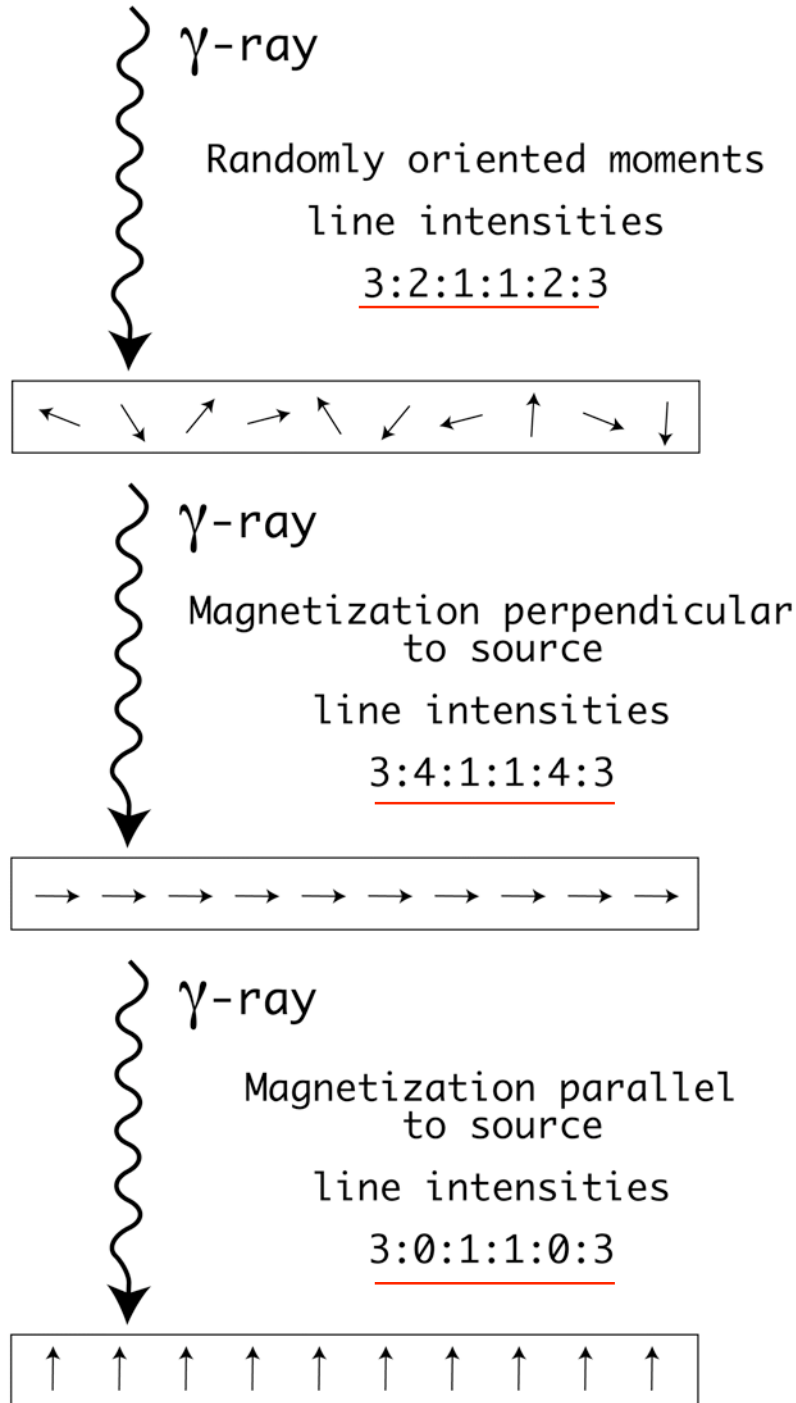 γ-ray
Randomly oriented moments
line intensities
3:2:1:1:2:3
γ-ray
Magnetization perpendicular
to source
line intensities
3:4:1:1:4:3
γ-ray
Magnetization parallel
to source
line intensities
3:0:1:1:0:3